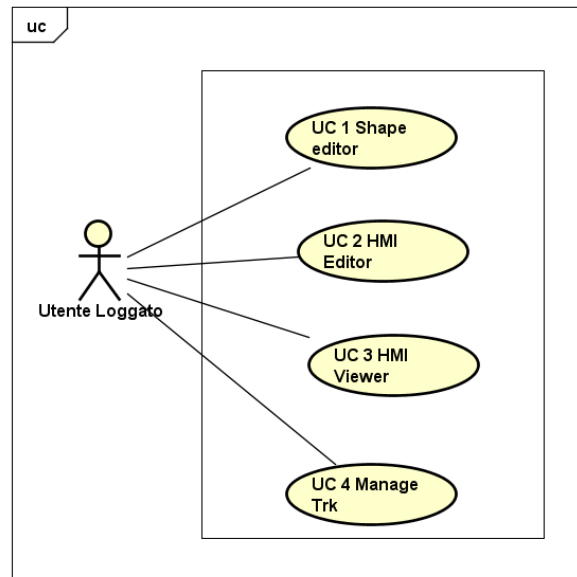 uc
UC 1 Shape
editor
UC 2 HMI
Editor
Utente Loggato
UC 3 HMI
Viewer
UC 4 Manage
Trk